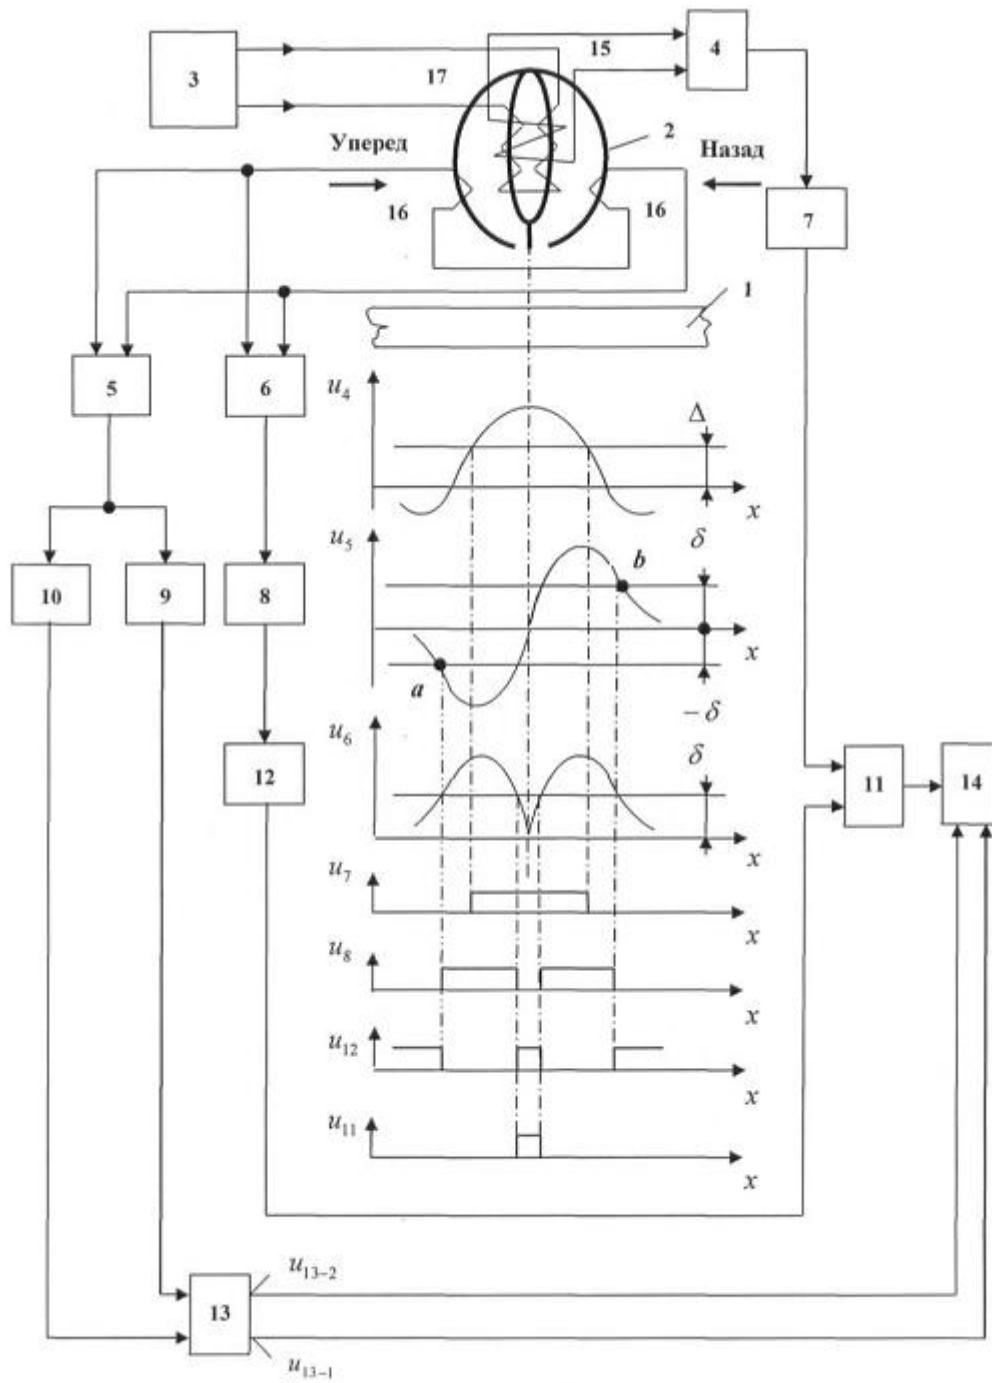 3
17
15
4
2
Уперед
Назад
16
16
7
1
5
6
u₄
Δ
x
u₅
δ
b
10
9
8
x
a
−δ
u₆
δ
12
11
14
x
u₇
x
u₈
x
u₁₂
x
u₁₁
x
u₁₃₋₂
13
u₁₃₋₁